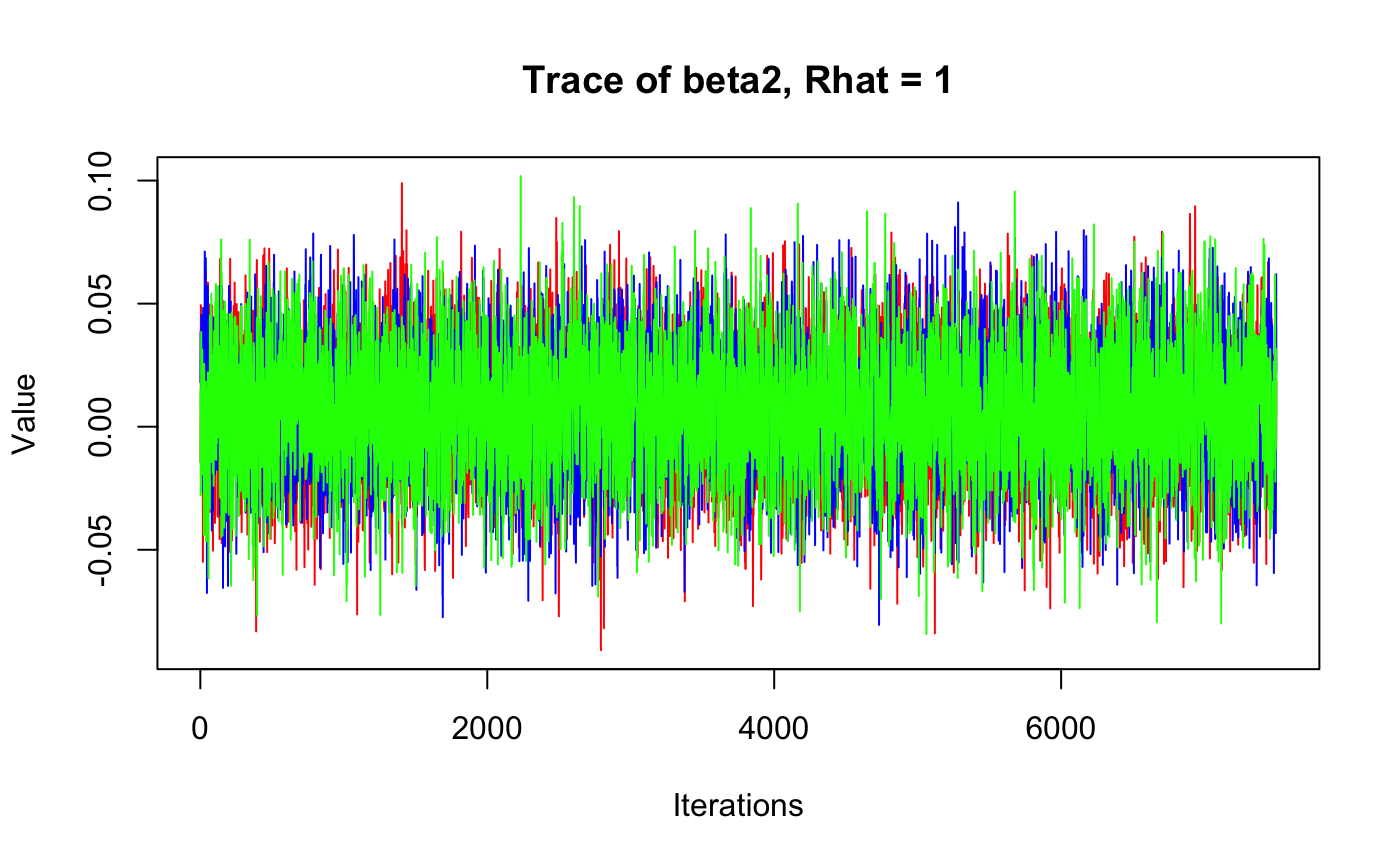 Trace of beta2, Rhat = 1
Value
0.10
0.05
0.00
-0.05
0 2000 4000 6000
Iterations